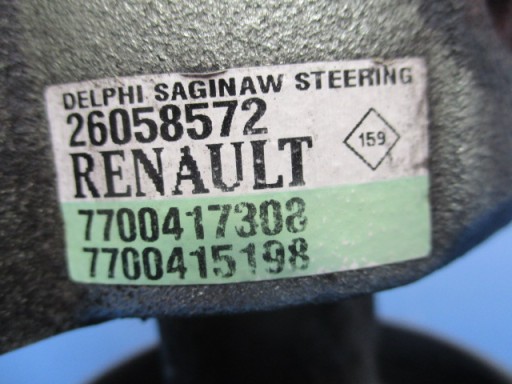 DELPHI SAGINAW STEERING
26058572
159
RENAULT
7700417308
7700415198